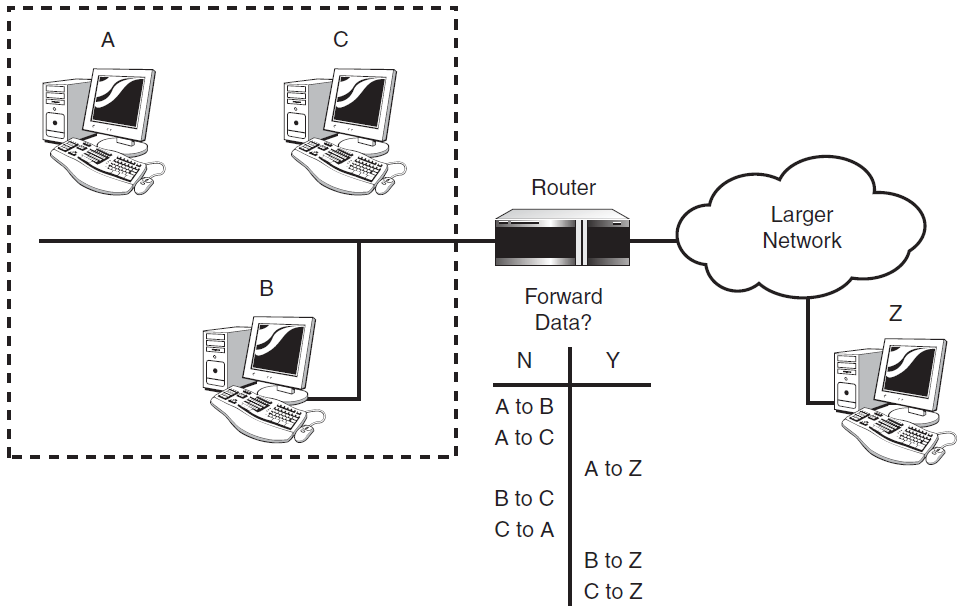 A
C
Router
Larger
Network
B
Forward
Data?
Z
N Y
A to B
A to C
A to Z
B to C
C to A
B to Z
C to Z